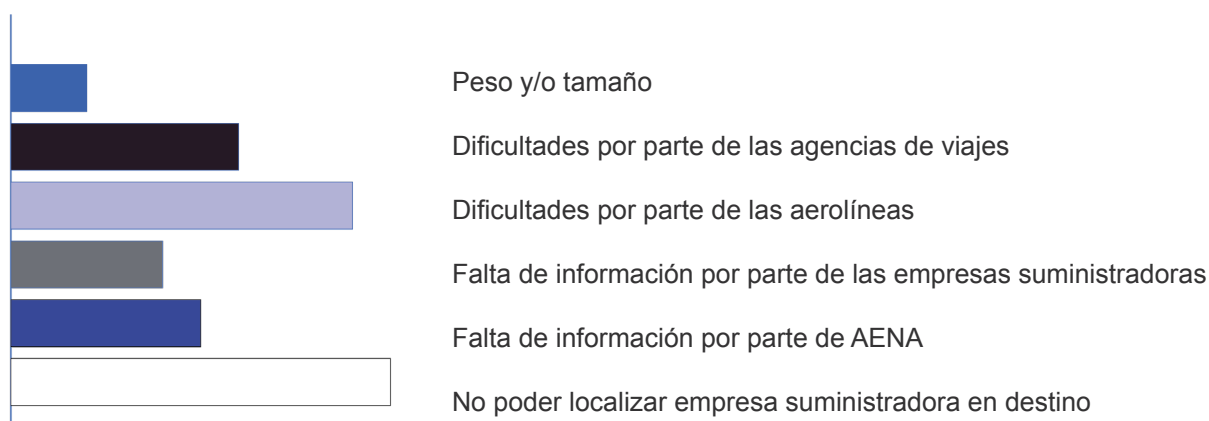 Peso y/o tamaño
Dificultades por parte de las agencias de viajes
Dificultades por parte de las aerolíneas
Falta de información por parte de las empresas suministradoras
Falta de información por parte de AENA
No poder localizar empresa suministradora en destino